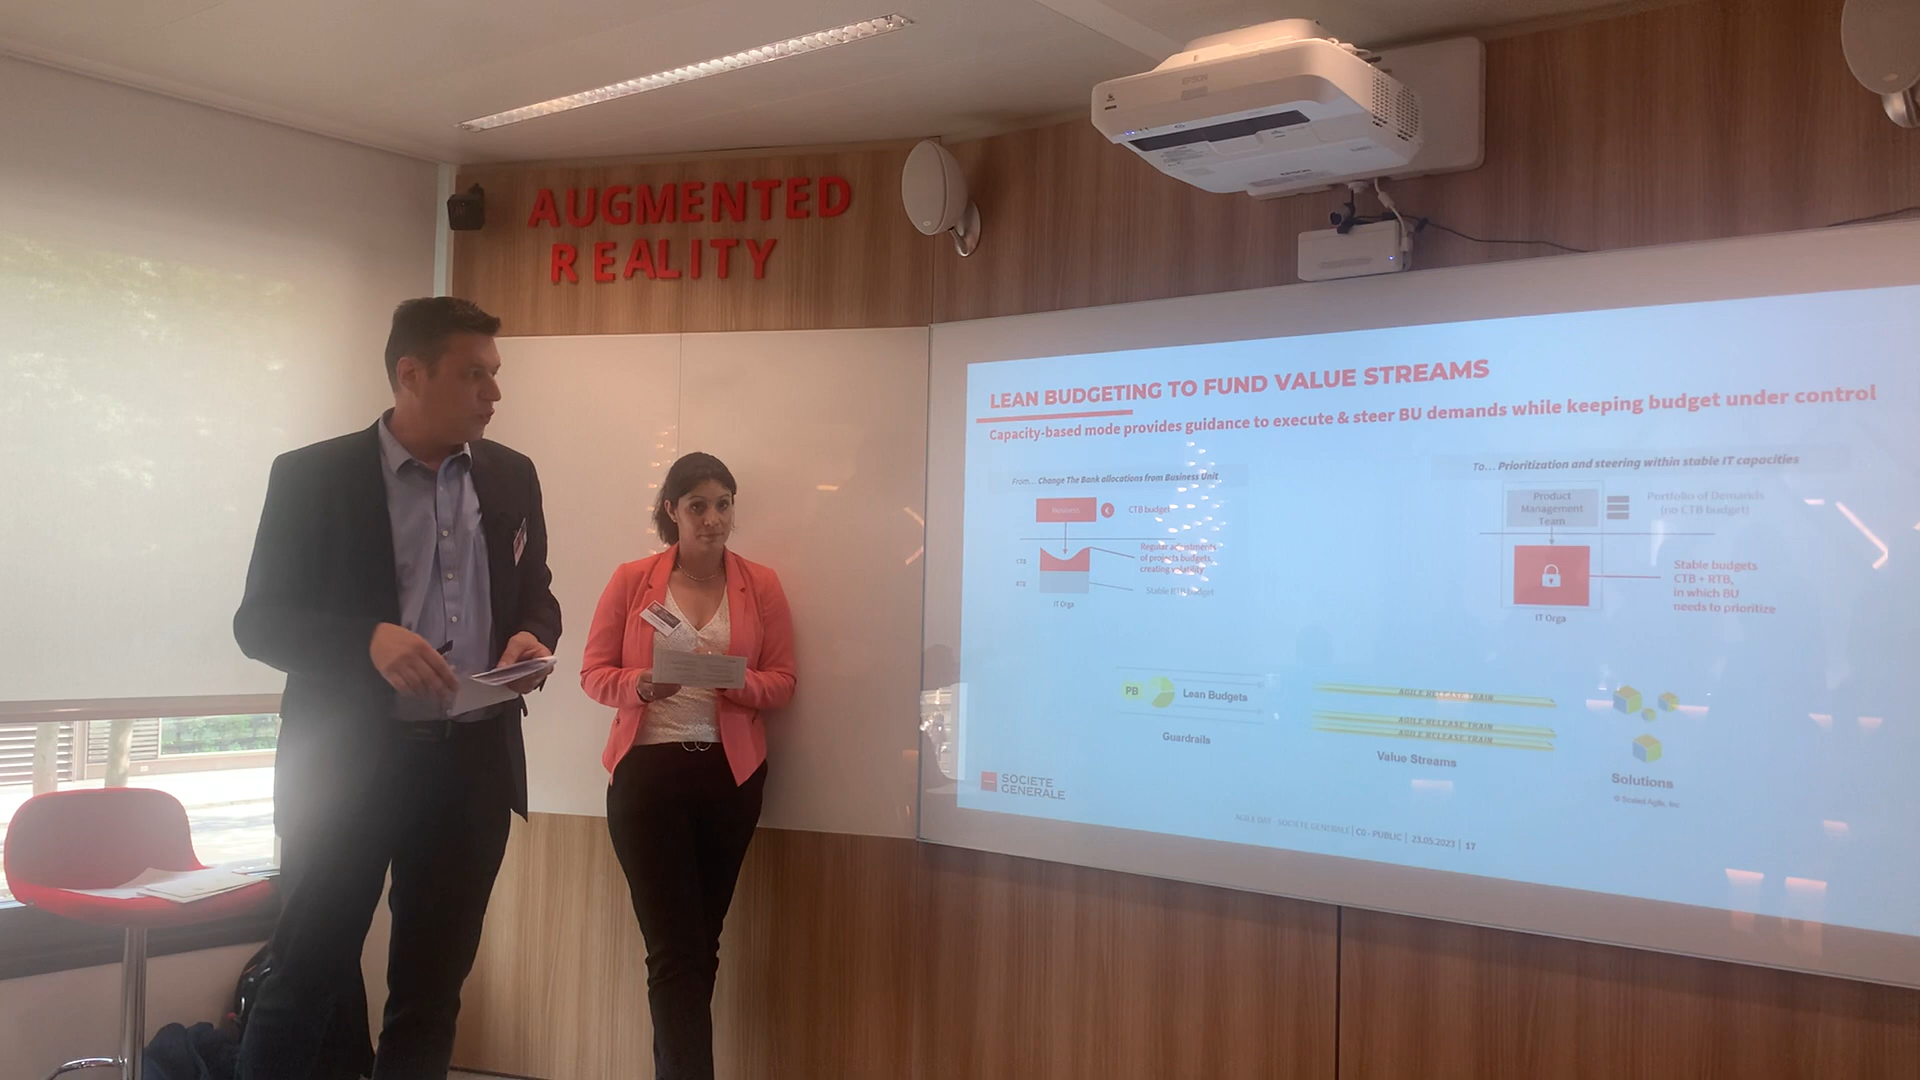 AUGMENTED
REALITY
EPSON
LEAN BUDGETING TO FUND VALUE STREAMS
Capacity-based mode provides guidance to execute & steer BU demands while keeping budget under control
From... Change The Bank allocations from Business Unit
Business
CTB budget
Regular adjustments
of projects budgets,
creating volatility
CTB
RTB
Stable RTB budget
IT Orga
To... Prioritization and steering within stable IT capacities
Product
Management
Team
Portfolio of Demands
(no CTB budget)
Stable budgets
CTB + RTB,
in which BU
needs to prioritize
IT Orga
PB
Lean Budgets
Guardrails
AGILE RELEASE TRAIN
AGILE RELEASE TRAIN
AGILE RELEASE TRAIN
Value Streams
Solutions
© Scaled Agile, Inc.
SOCIETE
GENERALE
AGILE DAY - SOCIETE GENERALE | C0 - PUBLIC | 23.05.2023 | 17